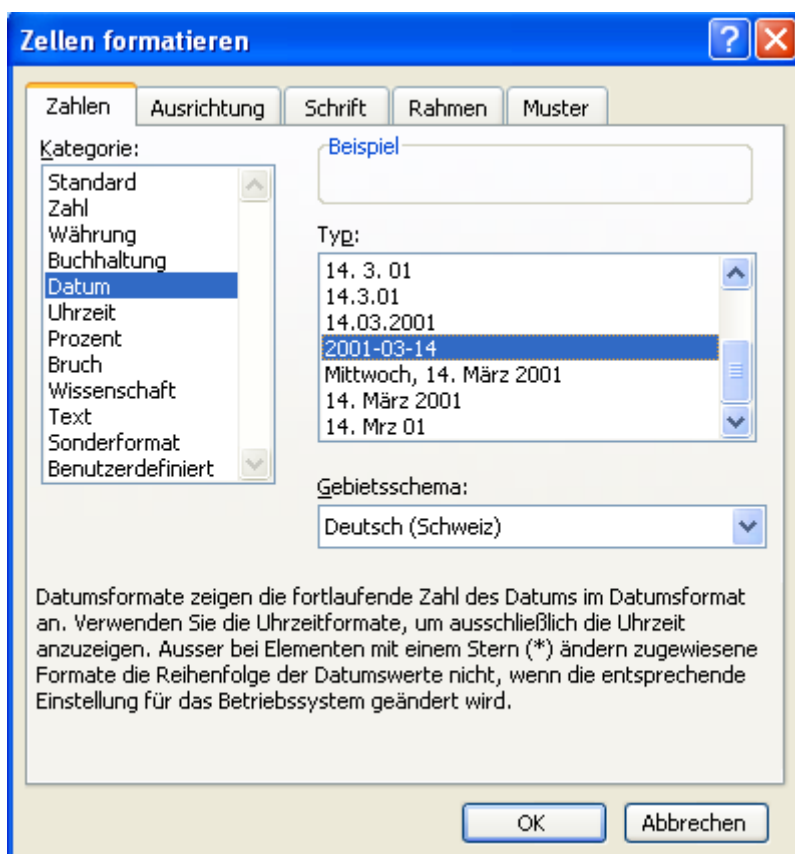 Zellen formatieren
Zahlen Ausrichtung Schrift Rahmen Muster
Kategorie:
Standard
Zahl
Währung
Buchhaltung
Datum
Uhrzeit
Prozent
Bruch
Wissenschaft
Text
Sonderformat
Benutzerdefiniert
Beispiel
Typ:
14. 3. 01
14.3.01
14.03.2001
2001-03-14
Mittwoch, 14. März 2001
14. März 2001
14. Mrz 01
Gebietsschema:
Deutsch (Schweiz)
Datumsformate zeigen die fortlaufende Zahl des Datums im Datumsformat
an. Verwenden Sie die Uhrzeitformate, um ausschließlich die Uhrzeit
anzuzeigen. Ausser bei Elementen mit einem Stern (*) ändern zugewiesene
Formate die Reihenfolge der Datumswerte nicht, wenn die entsprechende
Einstellung für das Betriebssystem geändert wird.
OK Abbrechen